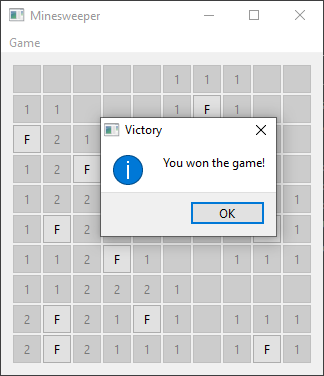 Minesweeper
Game
1 1 1
1 1 1 F 1
F 2 1
1 2 F
1 2 2 1
1 F 2 1
1 1 2 F 1 1 1 1
1 1 2 2 2 1
2 F 2 1 F 1 1 1 1
2 F 2 1 1 1 1 F 1
Victory
You won the game!
OK